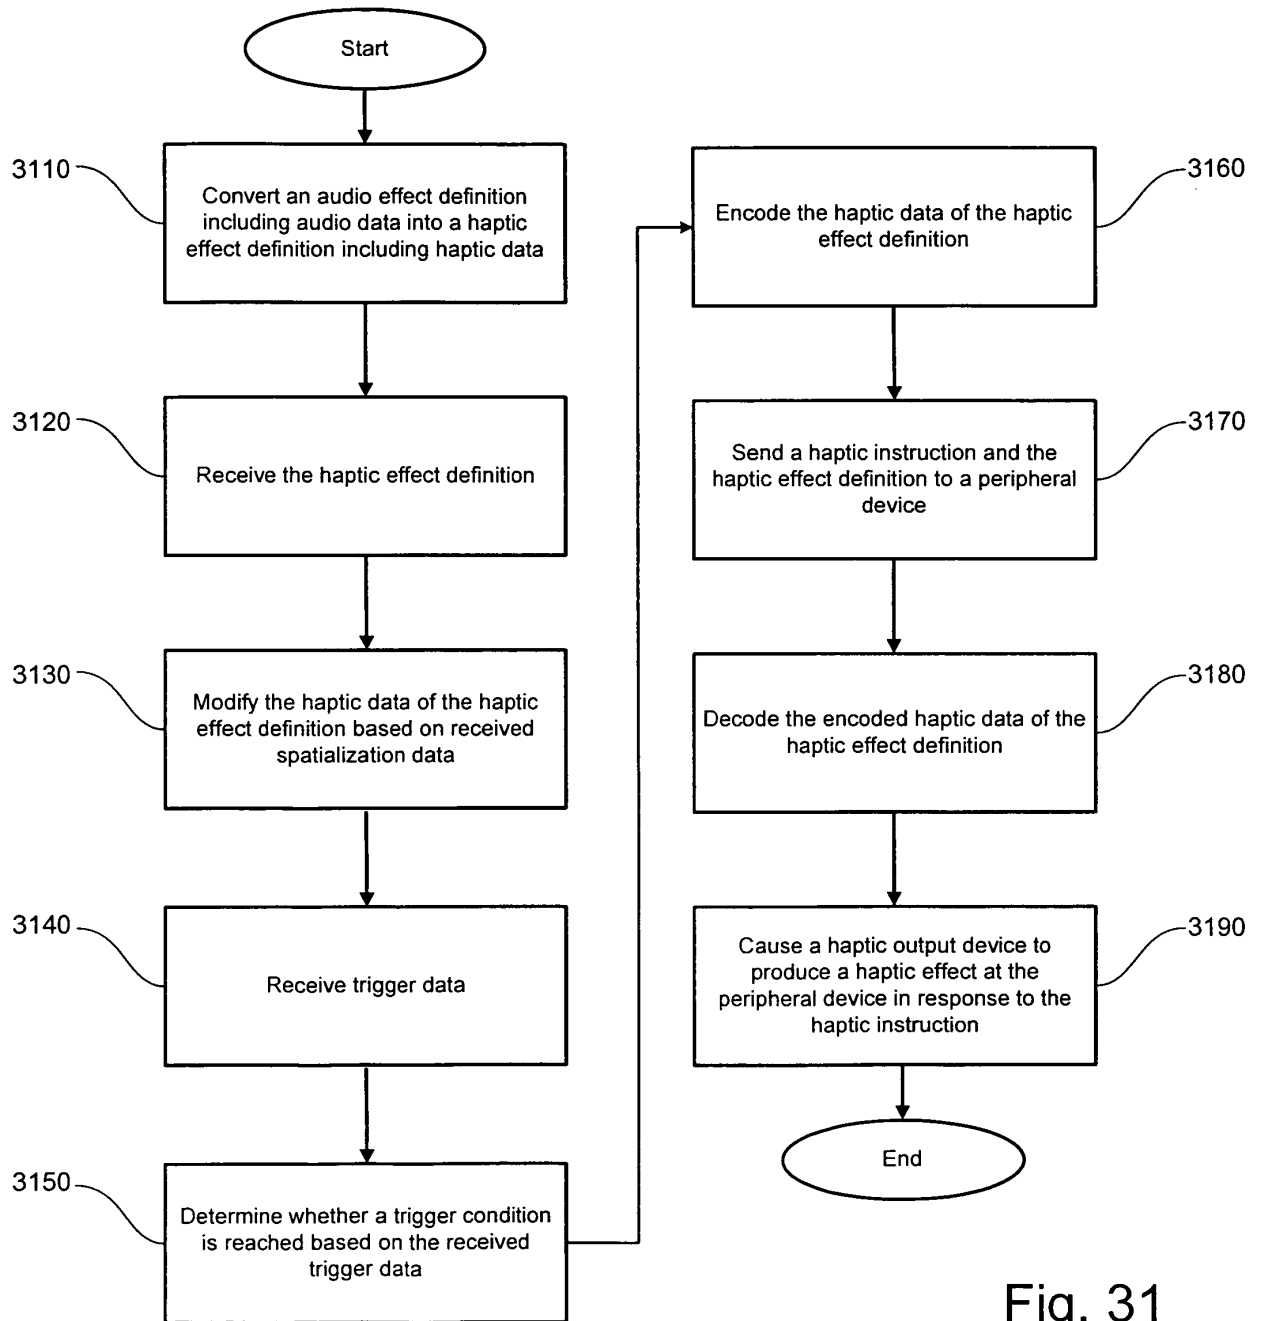 Start
3110
Convert an audio effect definition
including audio data into a haptic
effect definition including haptic data
3120
Receive the haptic effect definition
3130
Modify the haptic data of the haptic
effect definition based on received
spatialization data
3140
Receive trigger data
3150
Determine whether a trigger condition
is reached based on the received
trigger data
3160
Encode the haptic data of the haptic
effect definition
3170
Send a haptic instruction and the
haptic effect definition to a peripheral
device
3180
Decode the encoded haptic data of the
haptic effect definition
3190
Cause a haptic output device to
produce a haptic effect at the
peripheral device in response to the
haptic instruction
End
Fig. 31